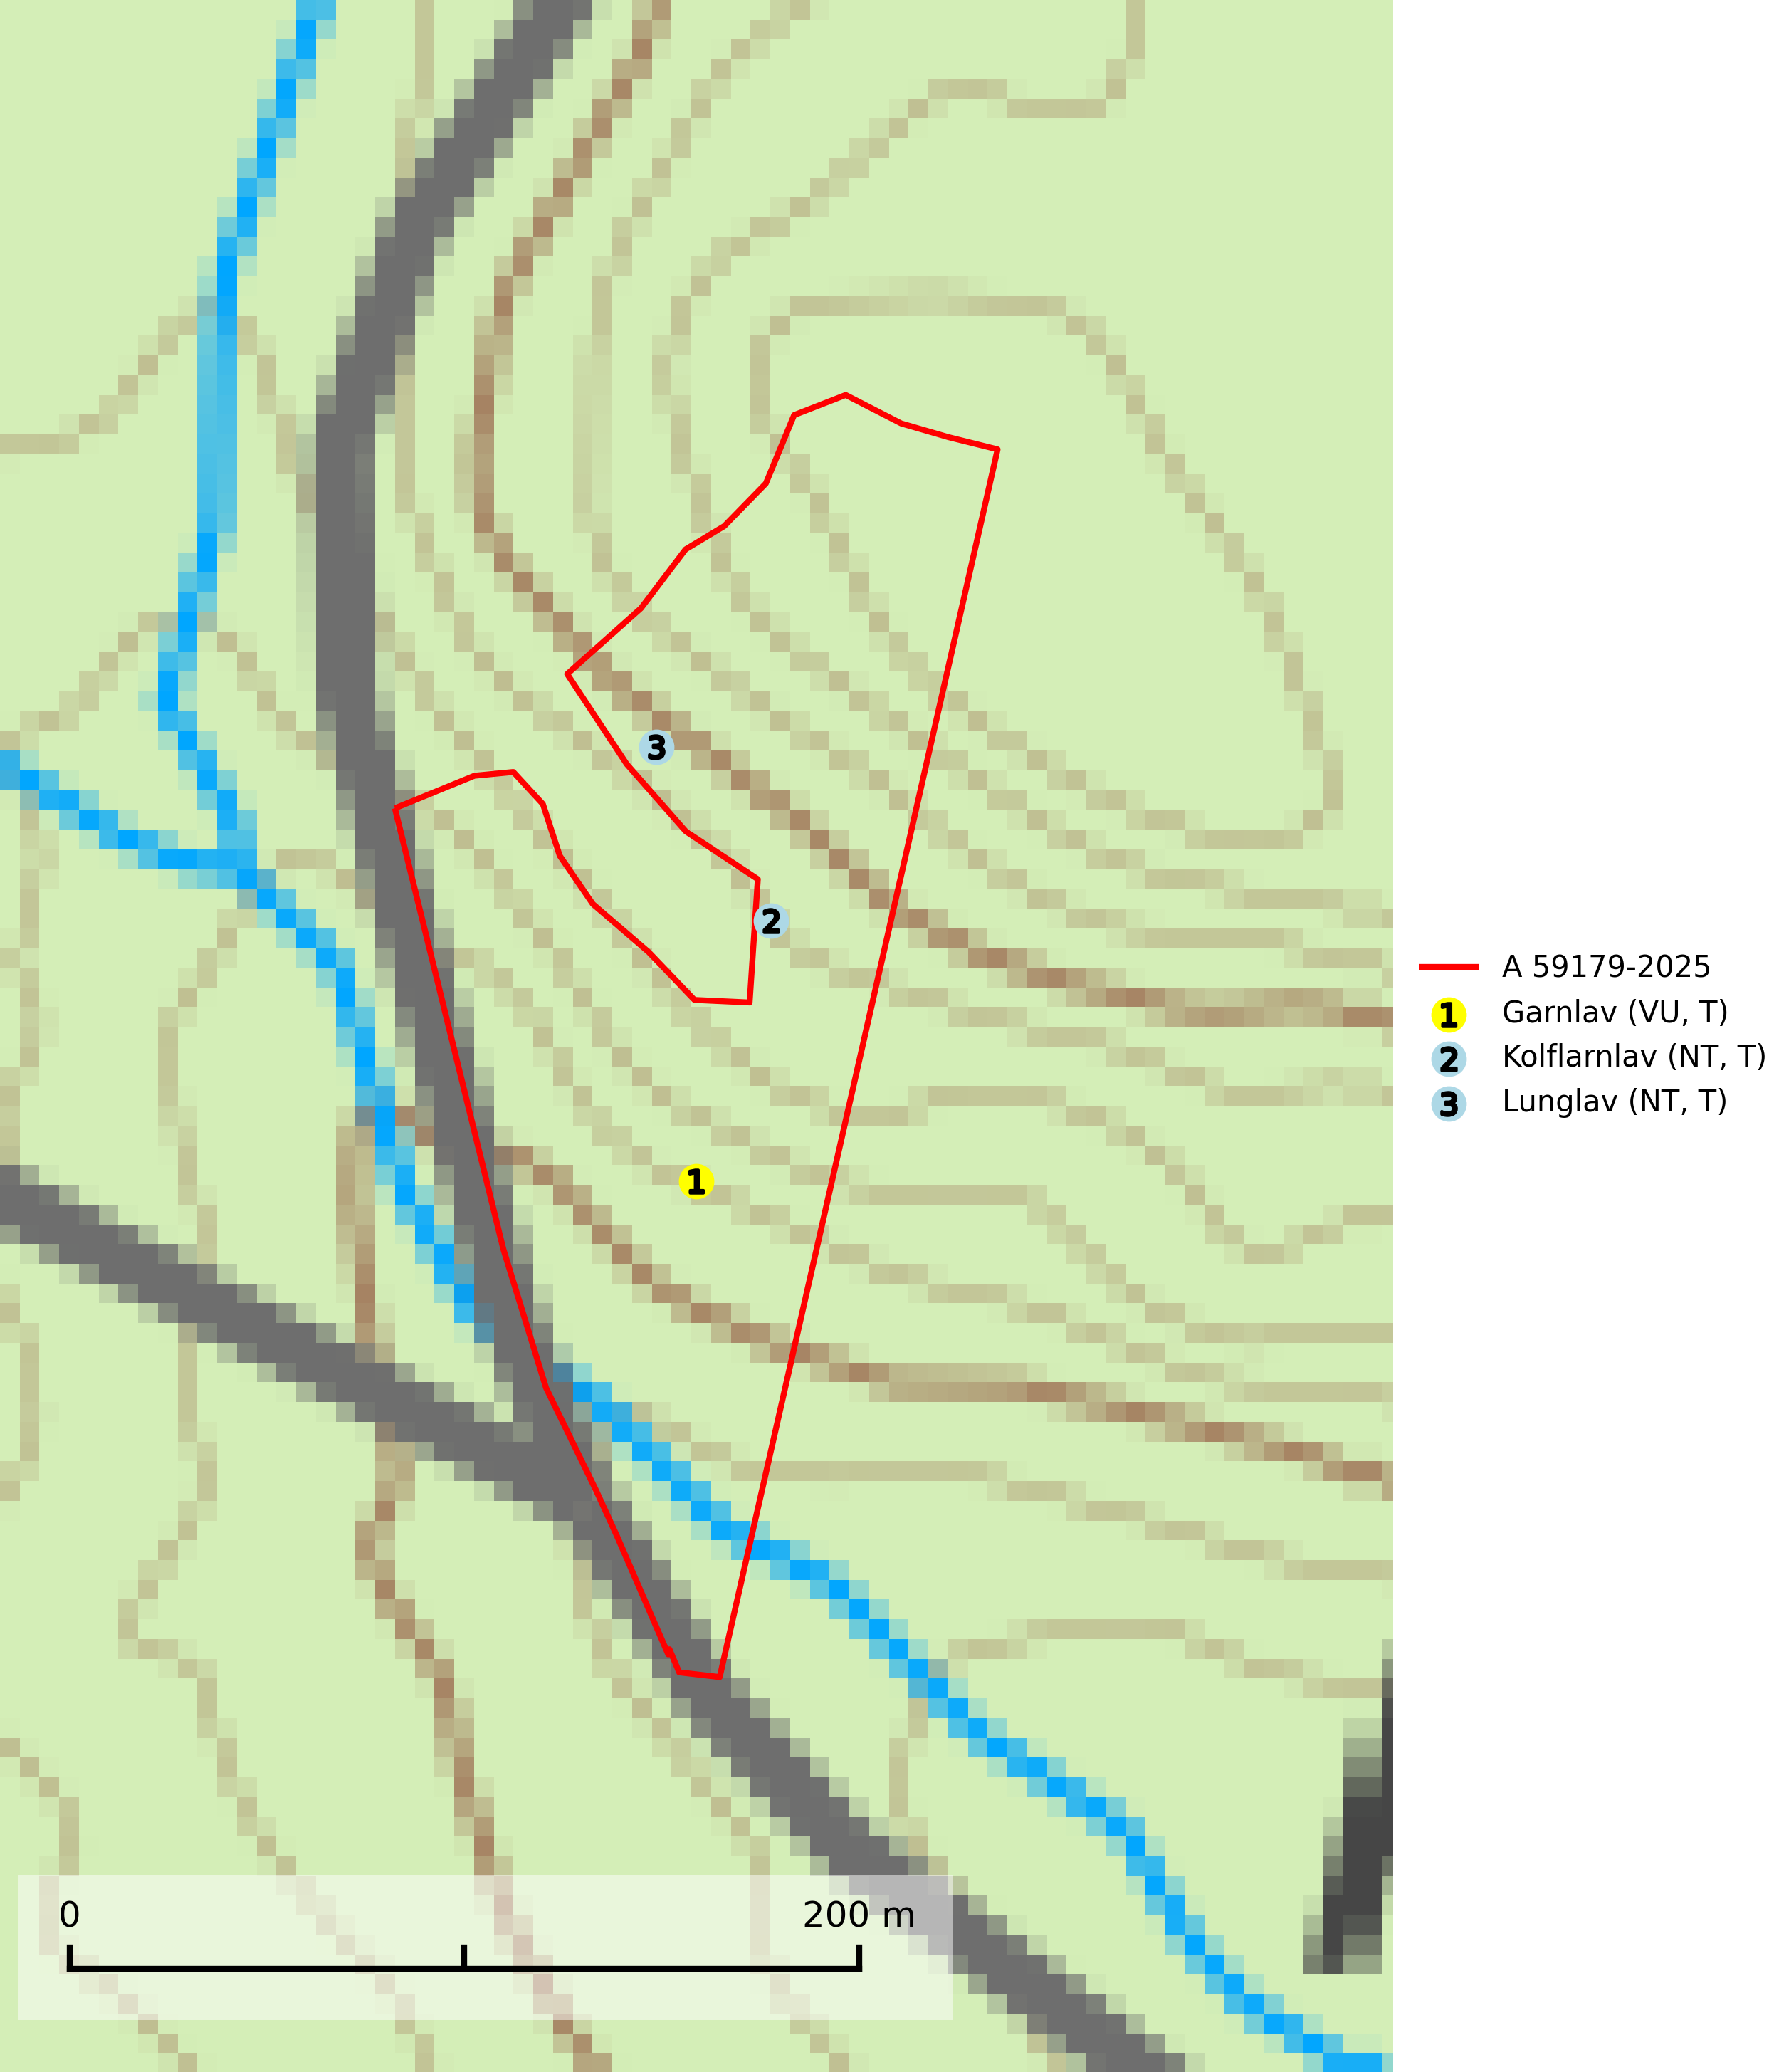 3
2
1
A 59179-2025
1 Garnlav (VU, T)
2 Kolflarnlav (NT, T)
3 Lunglav (NT, T)
0 200 m